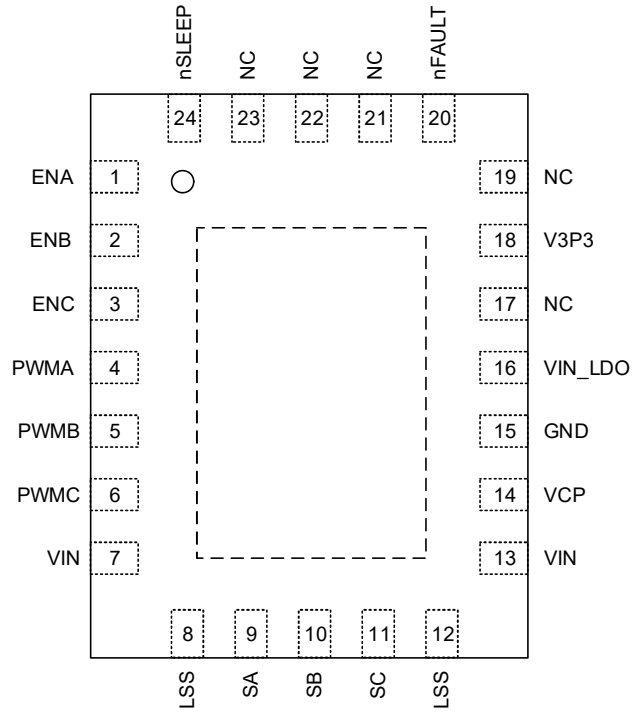 nSLEEP NC NC NC nFAULT
24 23 22 21 20
ENA 1 19 NC
ENB 2 18 V3P3
ENC 3 17 NC
PWMA 4 16 VIN_LDO
PWMB 5 15 GND
PWMC 6 14 VCP
VIN 7 13 VIN
8 9 10 11 12
LSS SA SB SC LSS